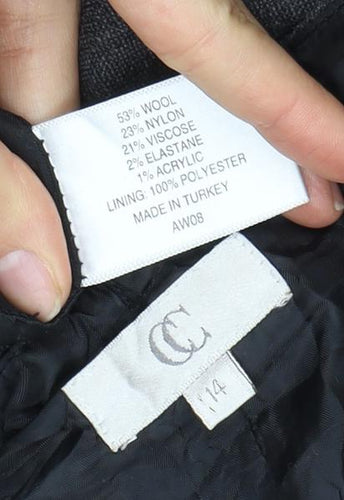 53% WOOL
23% NYLON
21% VISCOSE
2% ELASTANE
1% ACRYLIC
LINING: 100% POLYESTER
MADE IN TURKEY
AW08
CC
14